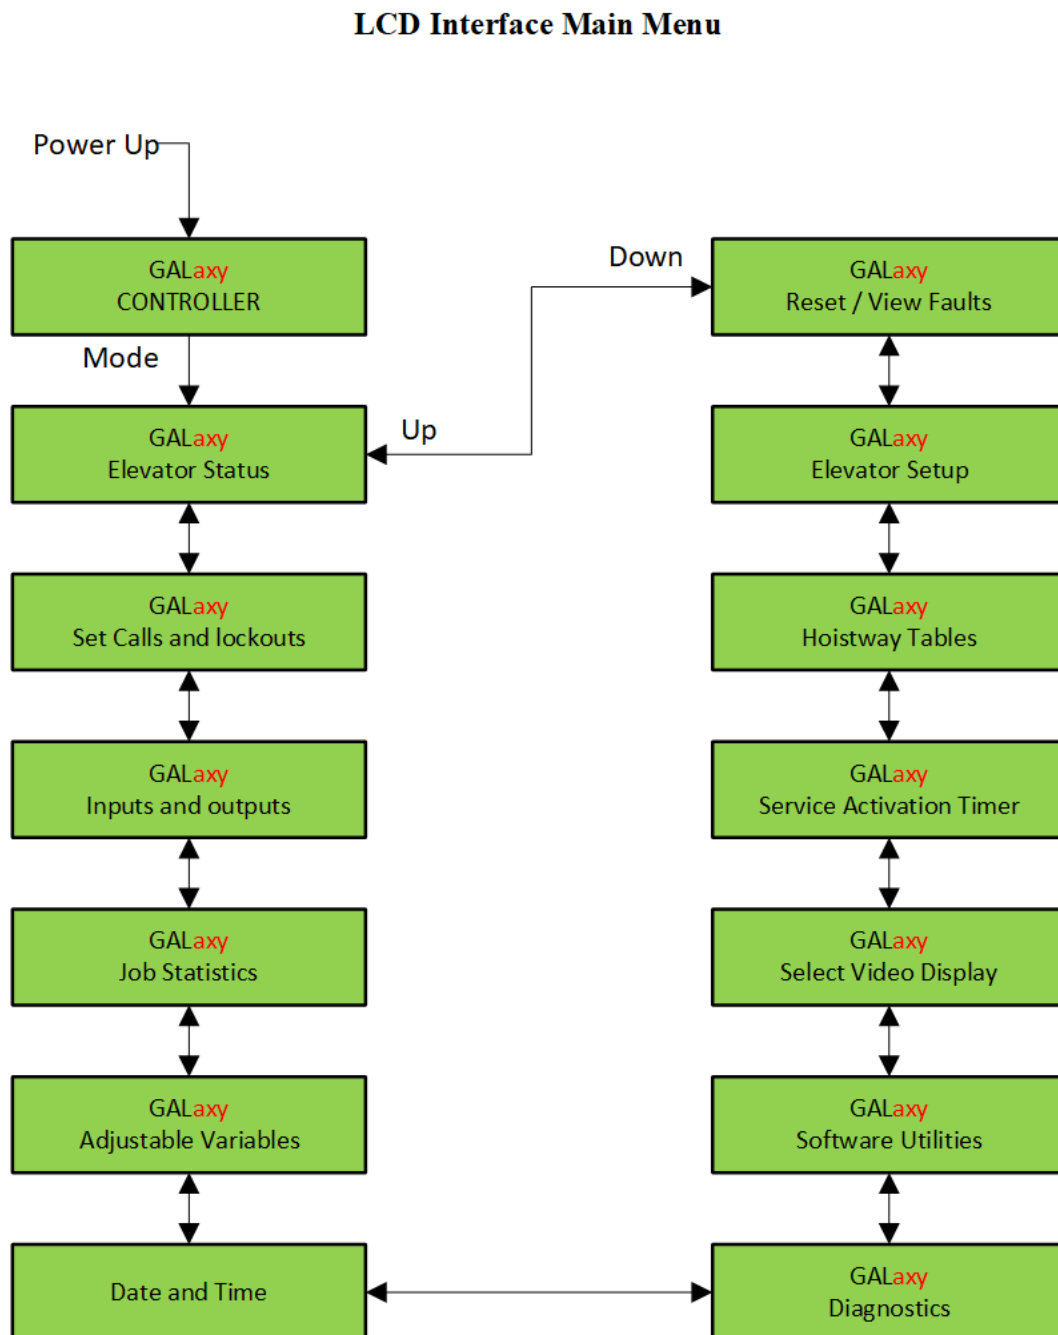 LCD Interface Main Menu
Power Up
GALaxy
CONTROLLER
Mode
GALaxy
Elevator Status
Up
GALaxy
Set Calls and lockouts
GALaxy
Inputs and outputs
GALaxy
Job Statistics
GALaxy
Adjustable Variables
Date and Time
Down
GALaxy
Reset / View Faults
GALaxy
Elevator Setup
GALaxy
Hoistway Tables
GALaxy
Service Activation Timer
GALaxy
Select Video Display
GALaxy
Software Utilities
GALaxy
Diagnostics